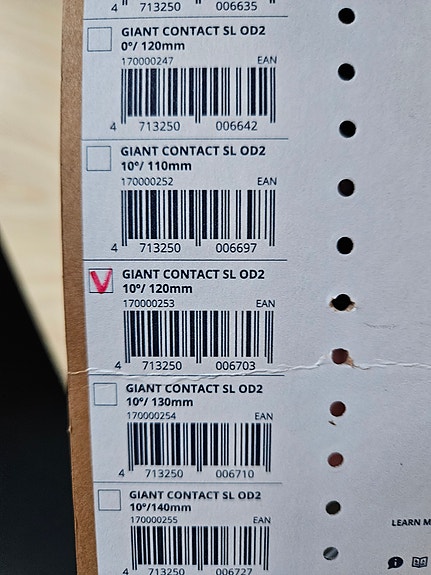 4 713250 006635
GIANT CONTACT SL OD2
0°/ 120mm
170000247 EAN
4 713250 006642
GIANT CONTACT SL OD2
10°/ 110mm
170000252 EAN
4 713250 006697
V GIANT CONTACT SL OD2
10°/ 120mm
170000253 EAN
4 713250 006703
GIANT CONTACT SL OD2
10°/ 130mm
170000254 EAN
4 713250 006710
GIANT CONTACT SL OD2
10°/140mm
170000255 EAN
LEARN M
4 713250 006727